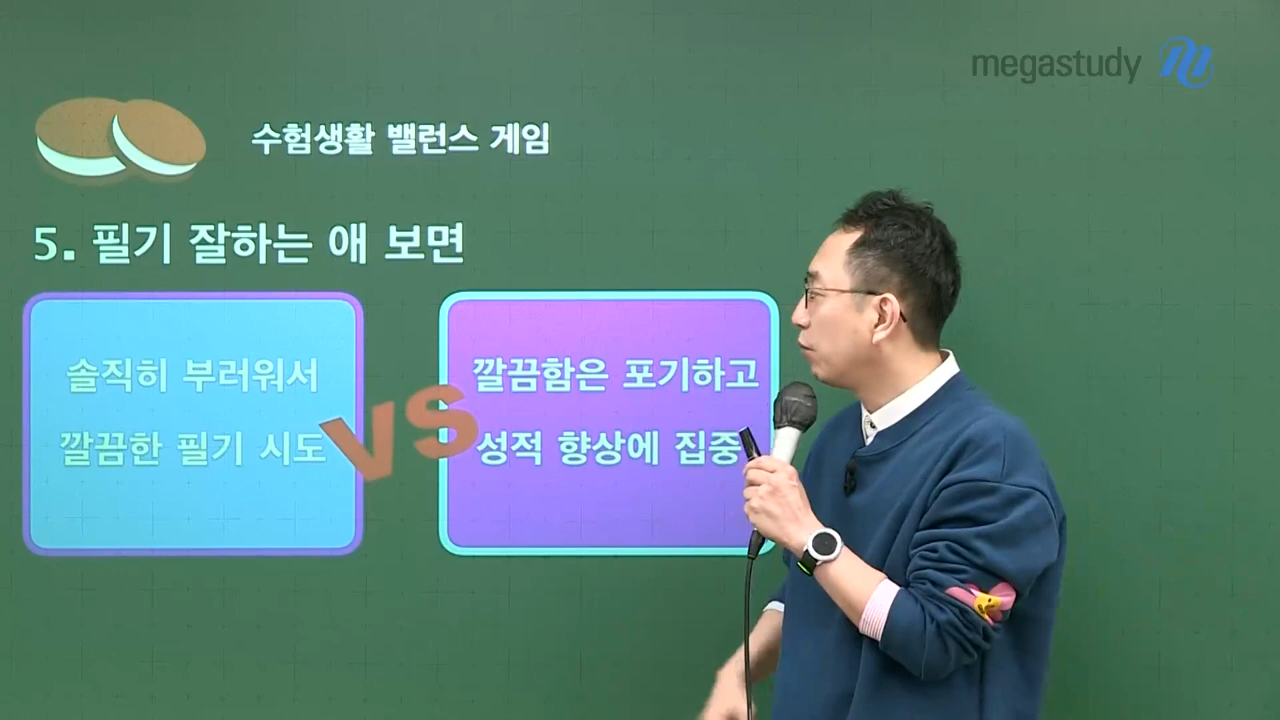 megastudy
수험생활 밸런스 게임
5. 필기 잘하는 애 보면
솔직히 부러워서
깔끔한 필기 시도
VS
깔끔함은 포기하고
성적 향상에 집중